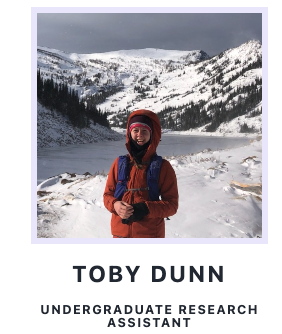 TOBY DUNN
UNDERGRADUATE RESEARCH
ASSISTANT